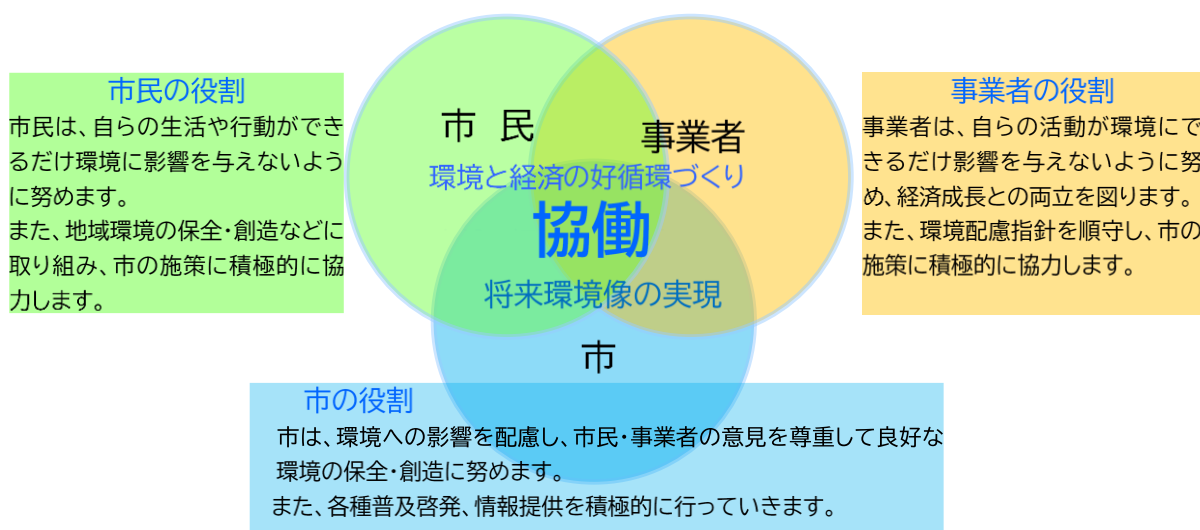 市民の役割
市民は、自らの生活や行動ができ
るだけ環境に影響を与えないよう
に努めます。
また、地域環境の保全・創造などに
取り組み、市の施策に積極的に協
力します。
市 民
事業者
環境と経済の好循環づくり
協働
将来環境像の実現
市
事業者の役割
事業者は、自らの活動が環境にで
きるだけ影響を与えないように努
め、経済成長との両立を図ります。
また、環境配慮指針を順守し、市の
施策に積極的に協力します。
市の役割
市は、環境への影響を配慮し、市民・事業者の意見を尊重して良好な
環境の保全・創造に努めます。
また、各種普及啓発、情報提供を積極的に行っていきます。